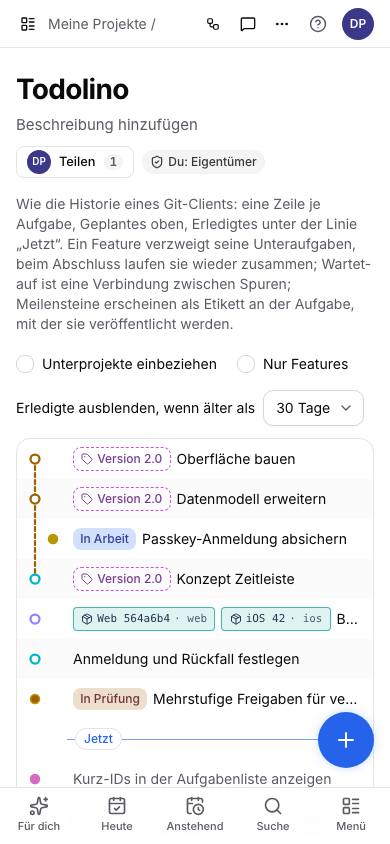 Meine Projekte /
DP
Todolino
Beschreibung hinzufügen
DP Teilen 1 Du: Eigentümer
Wie die Historie eines Git-Clients: eine Zeile je
Aufgabe, Geplantes oben, Erledigtes unter der Linie
„Jetzt“. Ein Feature verzweigt seine Unteraufgaben,
beim Abschluss laufen sie wieder zusammen; Wartet-
auf ist eine Verbindung zwischen Spuren;
Meilensteine erscheinen als Etikett an der Aufgabe,
mit der sie veröffentlicht werden.
Unterprojekte einbeziehen Nur Features
Erledigte ausblenden, wenn älter als 30 Tage
Version 2.0 Oberfläche bauen
Version 2.0 Datenmodell erweitern
In Arbeit Passkey-Anmeldung absichern
Version 2.0 Konzept Zeitleiste
Web 564a6b4 · web iOS 42 · ios B...
Anmeldung und Rückfall festlegen
In Prüfung Mehrstufige Freigaben für ve...
Jetzt
Kurz-IDs in der Aufgabenliste anzeigen
Für dich Heute Anstehend Suche Menü